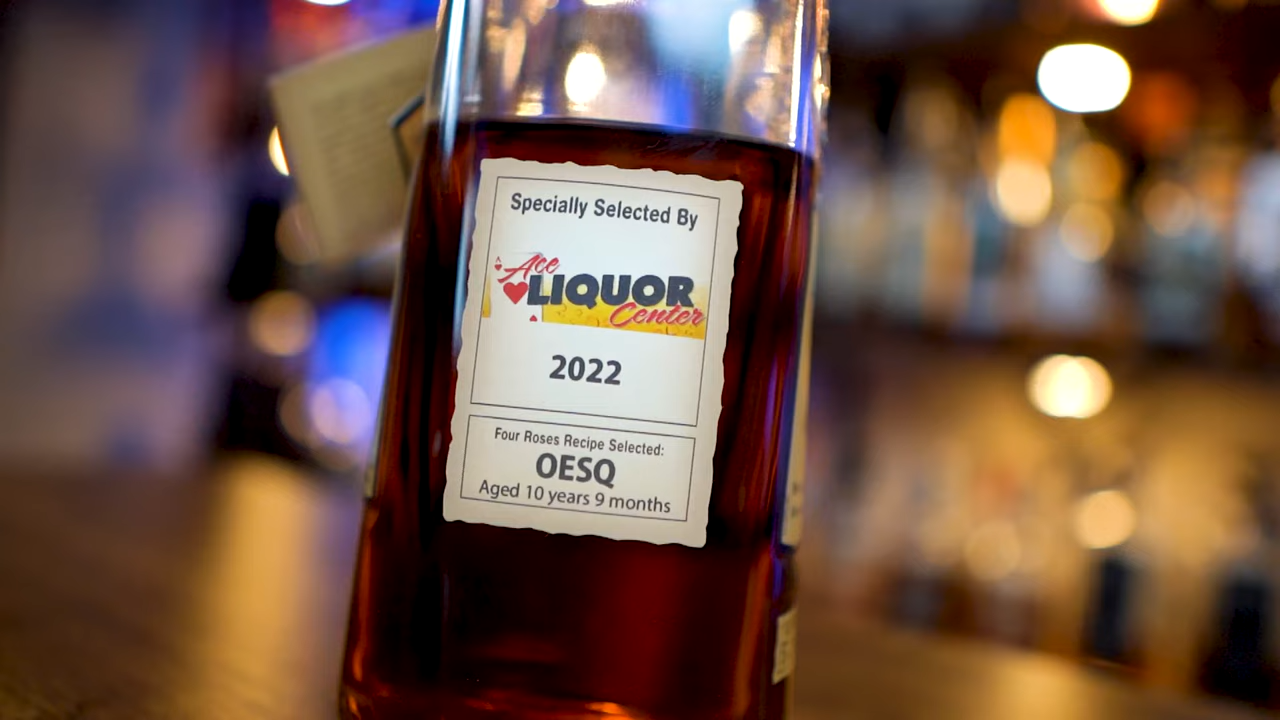 Specially Selected By
Ace
LIQUOR
Center
2022
Four Roses Recipe Selected:
OESQ
Aged 10 years 9 months